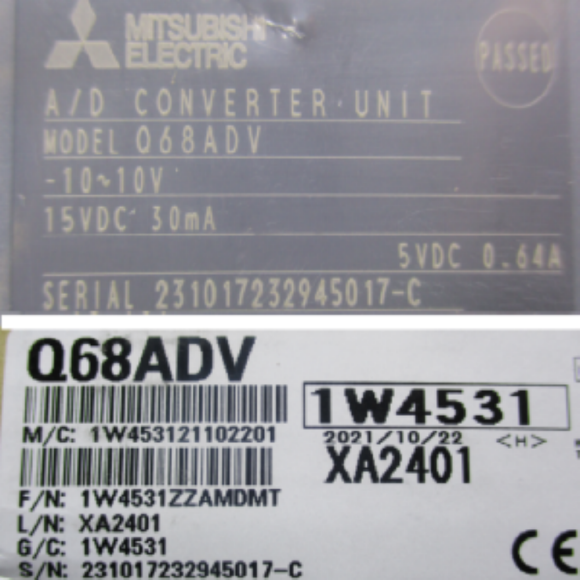 MITSUBISHI
ELECTRIC
PASSED
A/D CONVERTER UNIT
MODEL Q68ADV
-10~10V
15VDC 30mA
5VDC 0.64A
SERIAL 231017232945017-C
Q68ADV
1W4531
M/C: 1W453121102201
2021/10/22 <H>
XA2401
F/N: 1W4531ZZAMDMT
L/N: XA2401
G/C: 1W4531
S/N: 231017232945017-C
CE